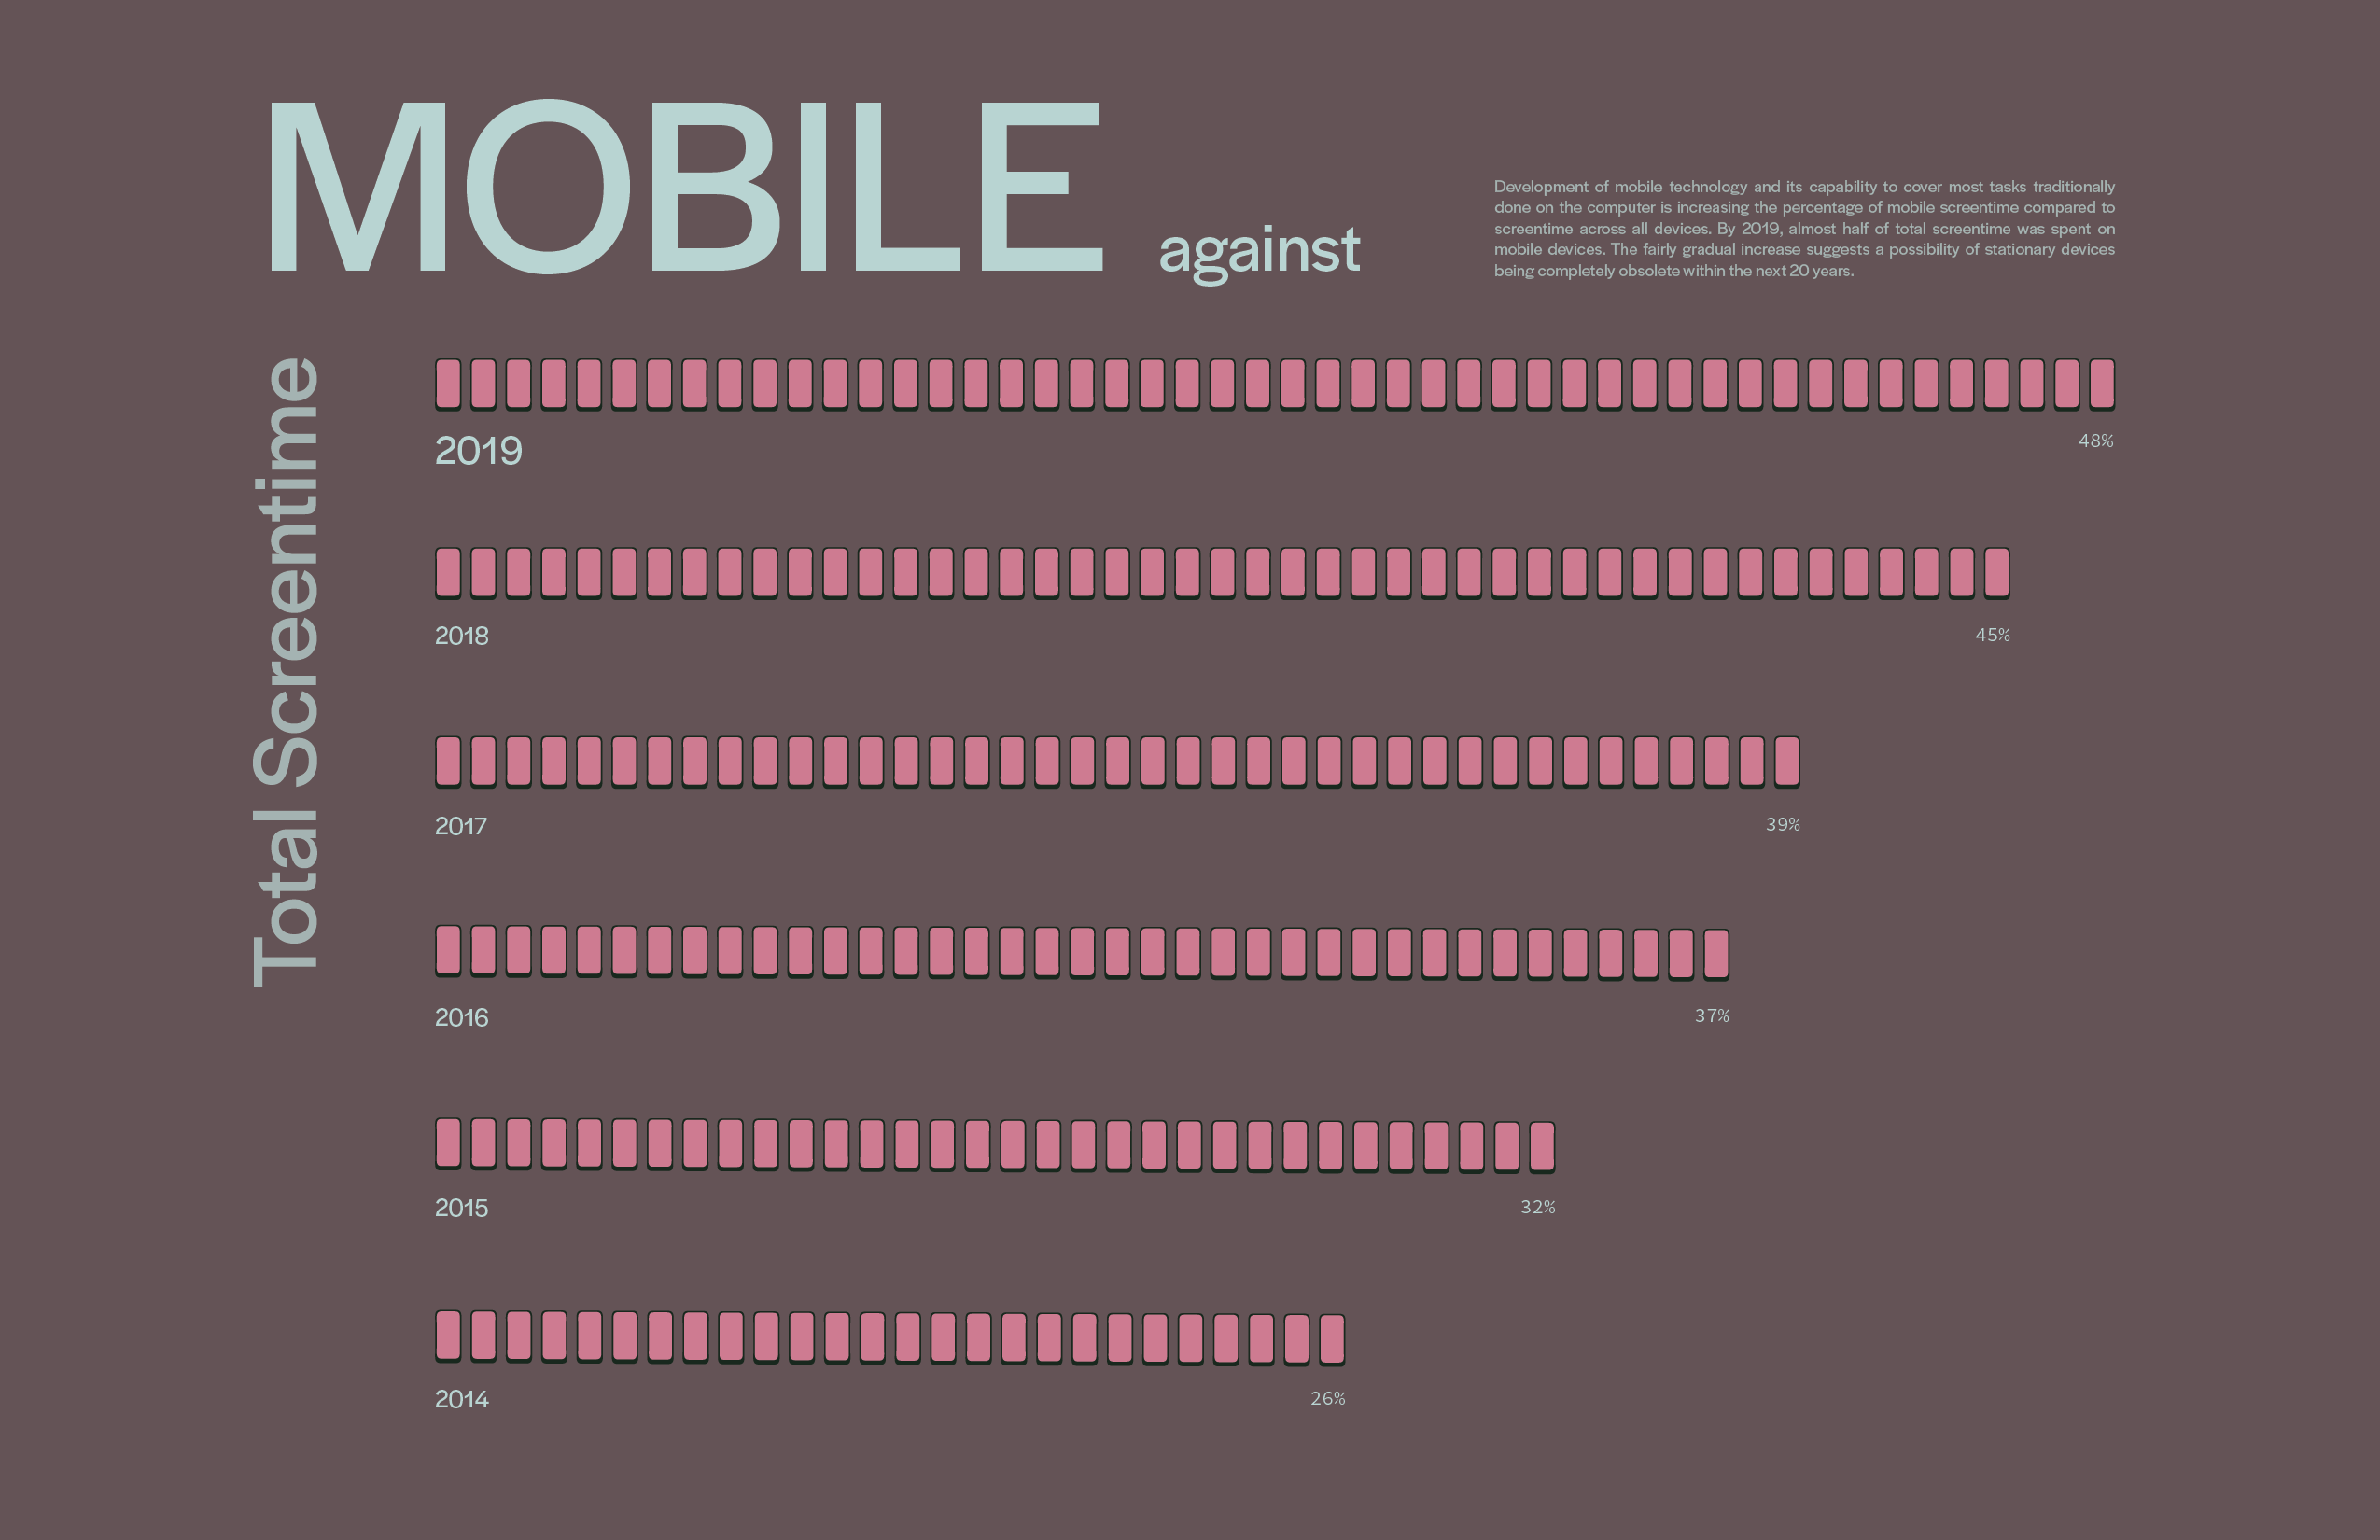 MOBILE against
Development of mobile technology and its capability to cover most tasks traditionally
done on the computer is increasing the percentage of mobile screentime compared to
screentime across all devices. By 2019, almost half of total screentime was spent on
mobile devices. The fairly gradual increase suggests a possibility of stationary devices
being completely obsolete within the next 20 years.
Total Screentime
2019 48%
2018 45%
2017 39%
2016 37%
2015 32%
2014 26%